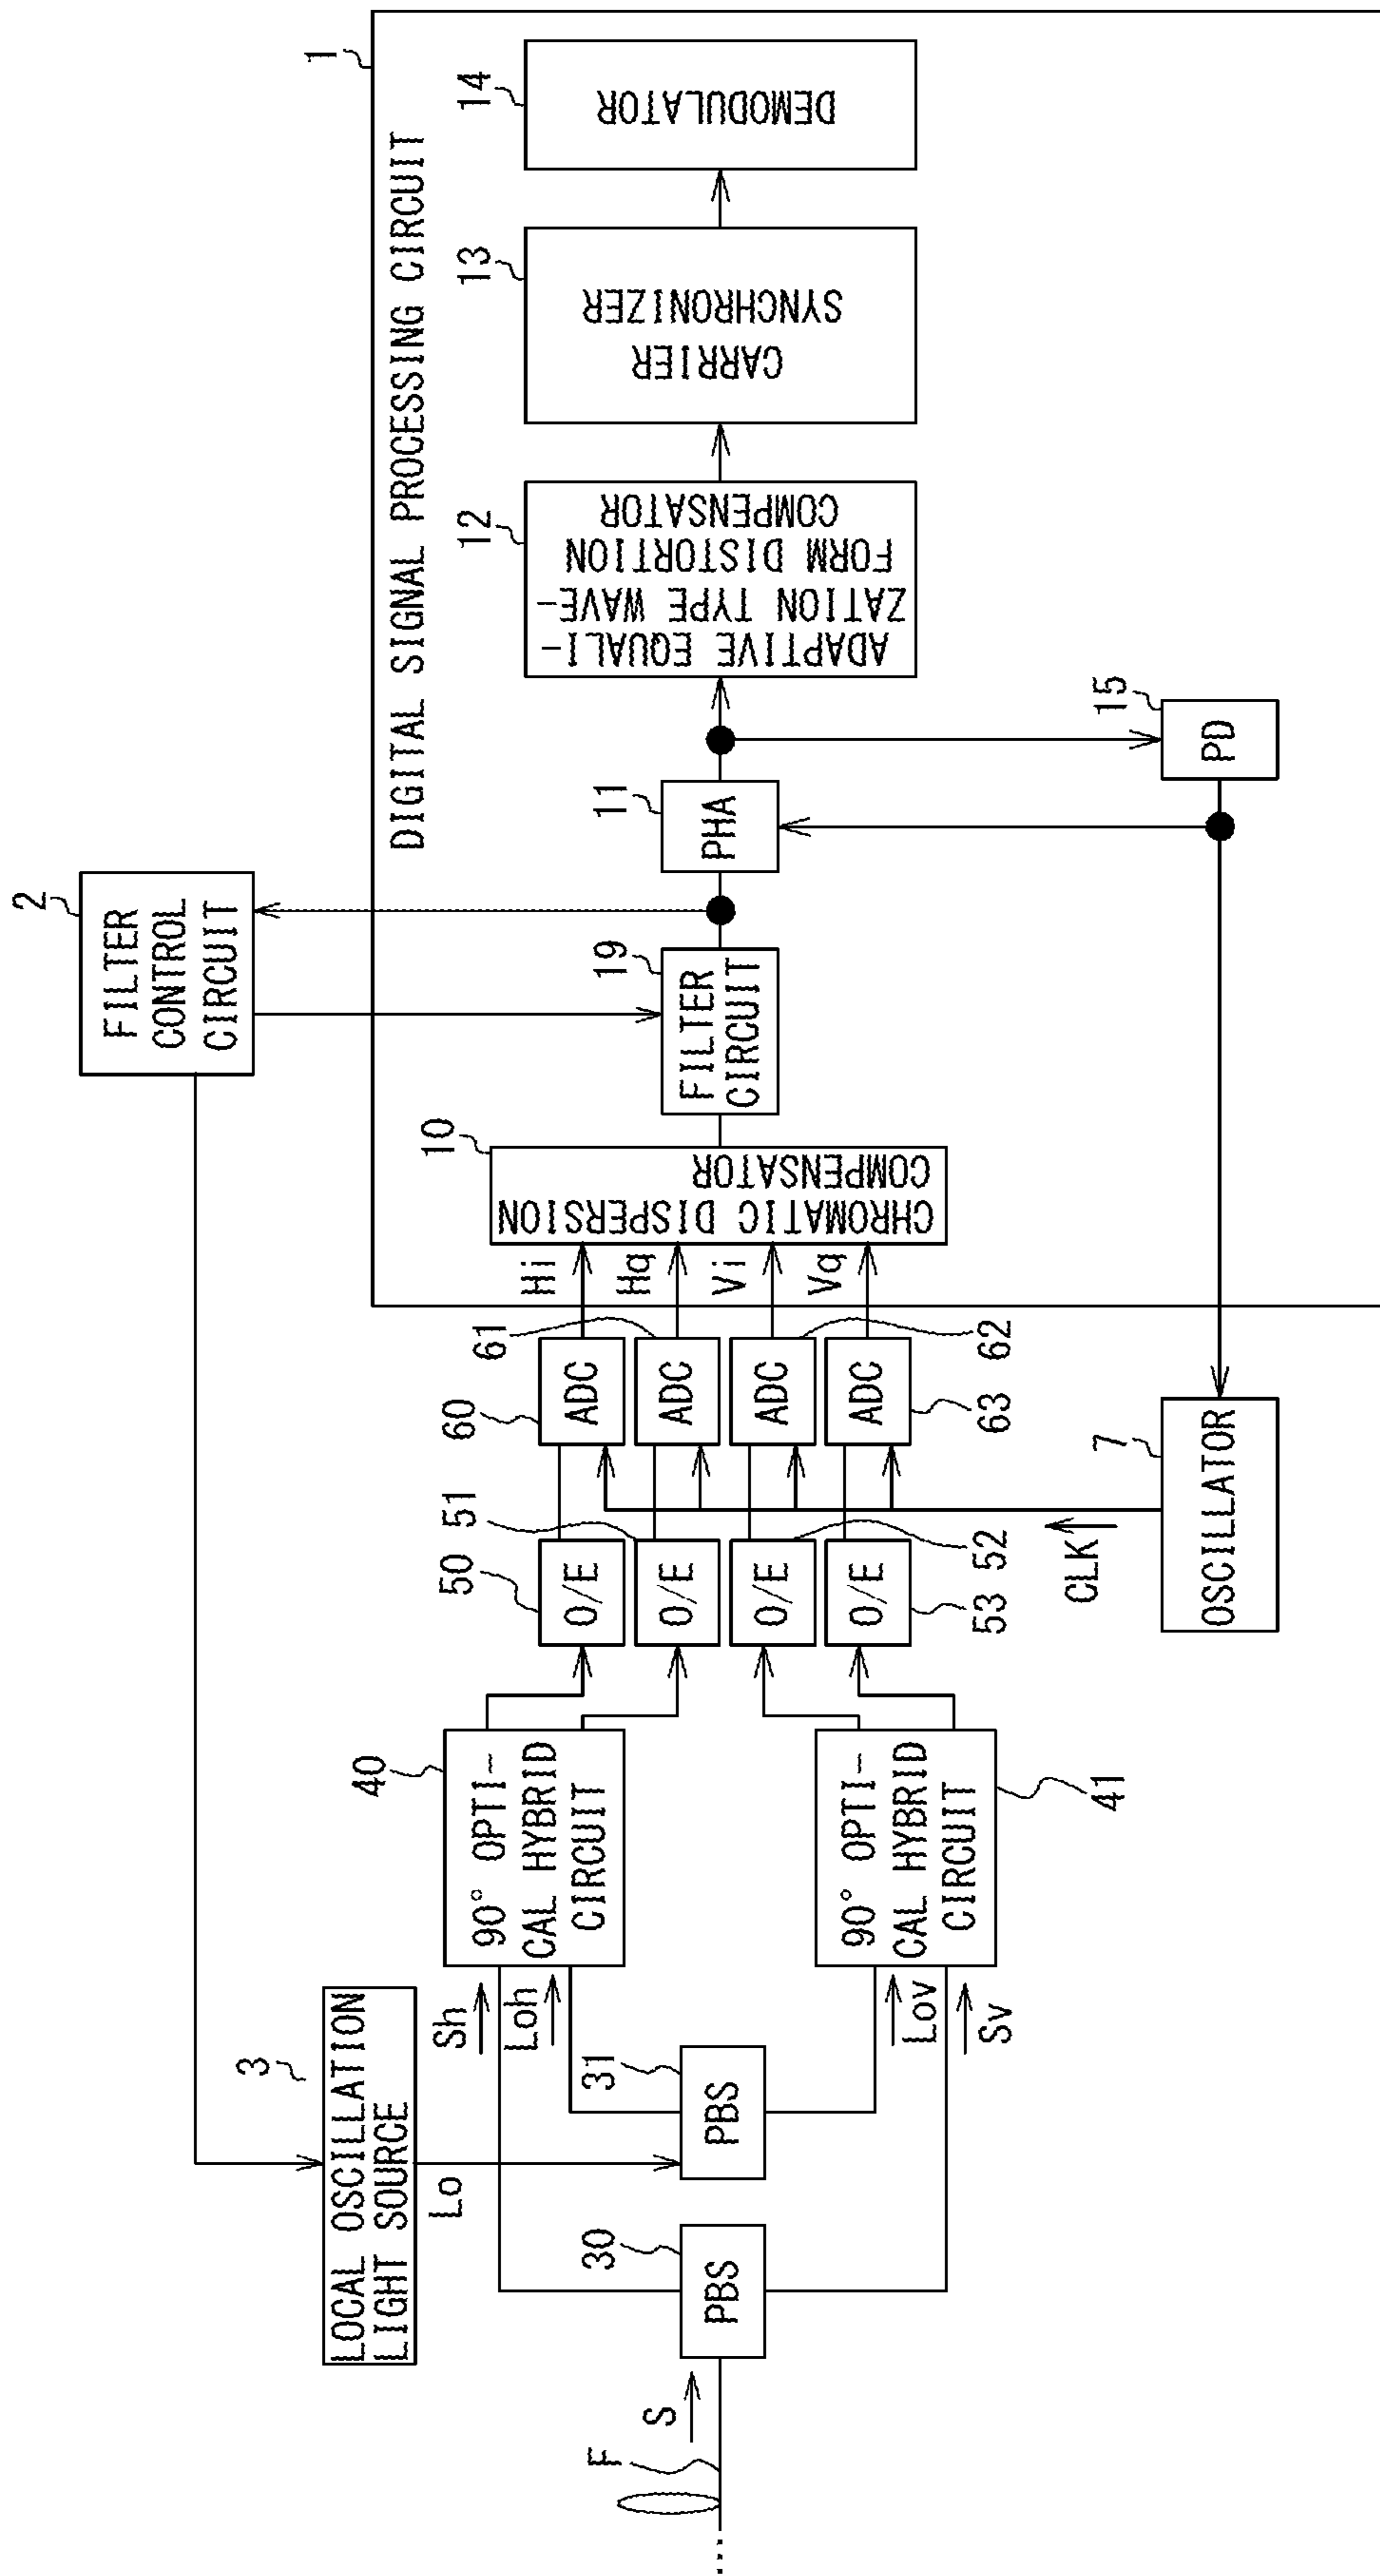 1
DIGITAL SIGNAL PROCESSING CIRCUIT
2
FILTER
CONTROL
CIRCUIT
3
LOCAL OSCILLATION
LIGHT SOURCE
Lo
F
S
30
PBS
31
PBS
Sh
Loh
Lov
Sv
40
90° OPTI-
CAL HYBRID
CIRCUIT
41
90° OPTI-
CAL HYBRID
CIRCUIT
50
O/E
51
O/E
52
O/E
53
O/E
60
ADC
61
ADC
62
ADC
63
ADC
CLK
7
OSCILLATOR
Hi
Hq
Vi
Vq
10
CHROMATIC DISPERSION
COMPENSATOR
19
FILTER
CIRCUIT
11
PHA
15
PD
12
ADAPTIVE EQUALI-
ZATION TYPE WAVE-
FORM DISTORTION
COMPENSATOR
13
CARRIER
SYNCHRONIZER
14
DEMODULATOR